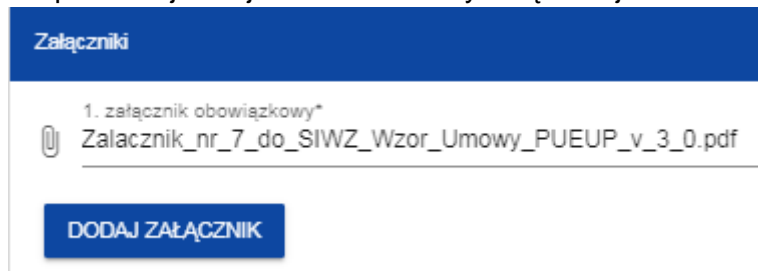 Załączniki
1. załącznik obowiązkowy*
Zalacznik_nr_7_do_SIWZ_Wzor_Umowy_PUEUP_v_3_0.pdf
DODAJ ZAŁĄCZNIK